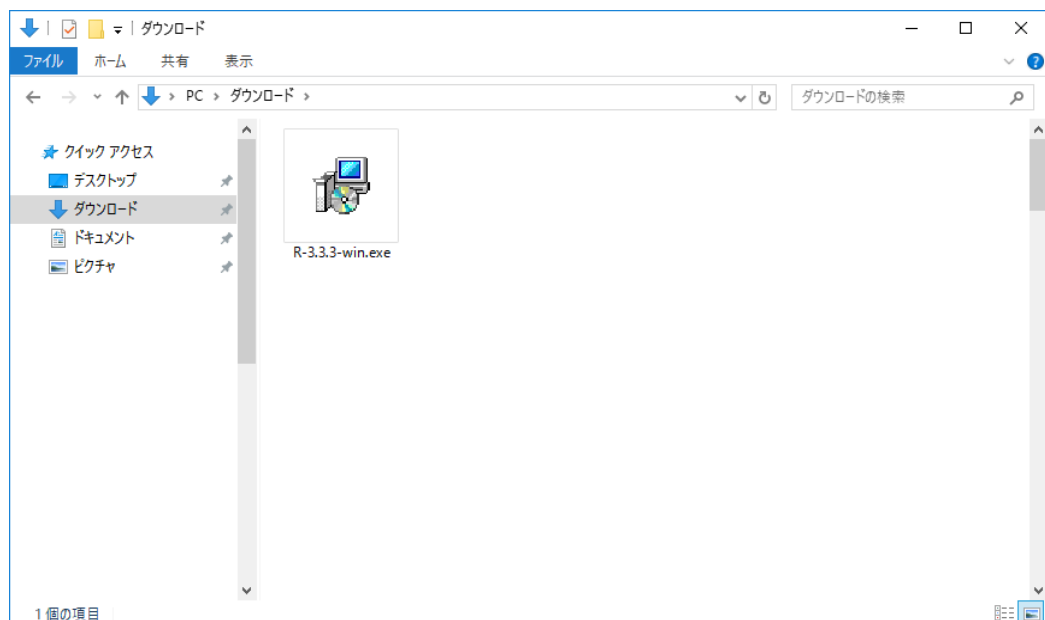 ダウンロード
ファイル ホーム 共有 表示
PC ダウンロード ダウンロードの検索
クイック アクセス
デスクトップ
ダウンロード
ドキュメント
ピクチャ
R-3.3.3-win.exe
1 個の項目